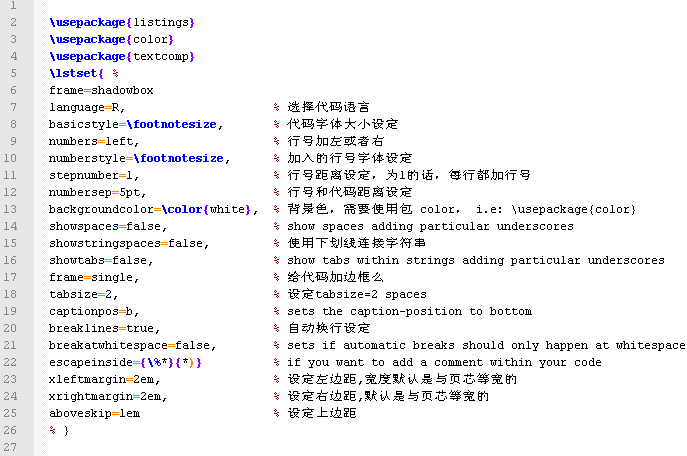 1
2 \usepackage{listings}
3 \usepackage{color}
4 \usepackage{textcomp}
5 \lstset{ %
6 frame=shadowbox
7 language=R, % 选择代码语言
8 basicstyle=\footnotesize, % 代码字体大小设定
9 numbers=left, % 行号加左或者右
10 numberstyle=\footnotesize, % 加入的行号字体设定
11 stepnumber=1, % 行号距离设定，为1的话，每行都加行号
12 numbersep=5pt, % 行号和代码距离设定
13 backgroundcolor=\color{white}, % 背景色，需要使用包 color， i.e: \usepackage{color}
14 showspaces=false, % show spaces adding particular underscores
15 showstringspaces=false, % 使用下划线连接字符串
16 showtabs=false, % show tabs within strings adding particular underscores
17 frame=single, % 给代码加边框么
18 tabsize=2, % 设定tabsize=2 spaces
19 captionpos=b, % sets the caption-position to bottom
20 breaklines=true, % 自动换行设定
21 breakatwhitespace=false, % sets if automatic breaks should only happen at whitespace
22 escapeinside={\%*}{*)} % if you want to add a comment within your code
23 xleftmargin=2em, % 设定左边距,宽度默认是与页芯等宽的
24 xrightmargin=2em, % 设定右边距,默认是与页芯等宽的
25 aboveskip=1em % 设定上边距
26 % }
27